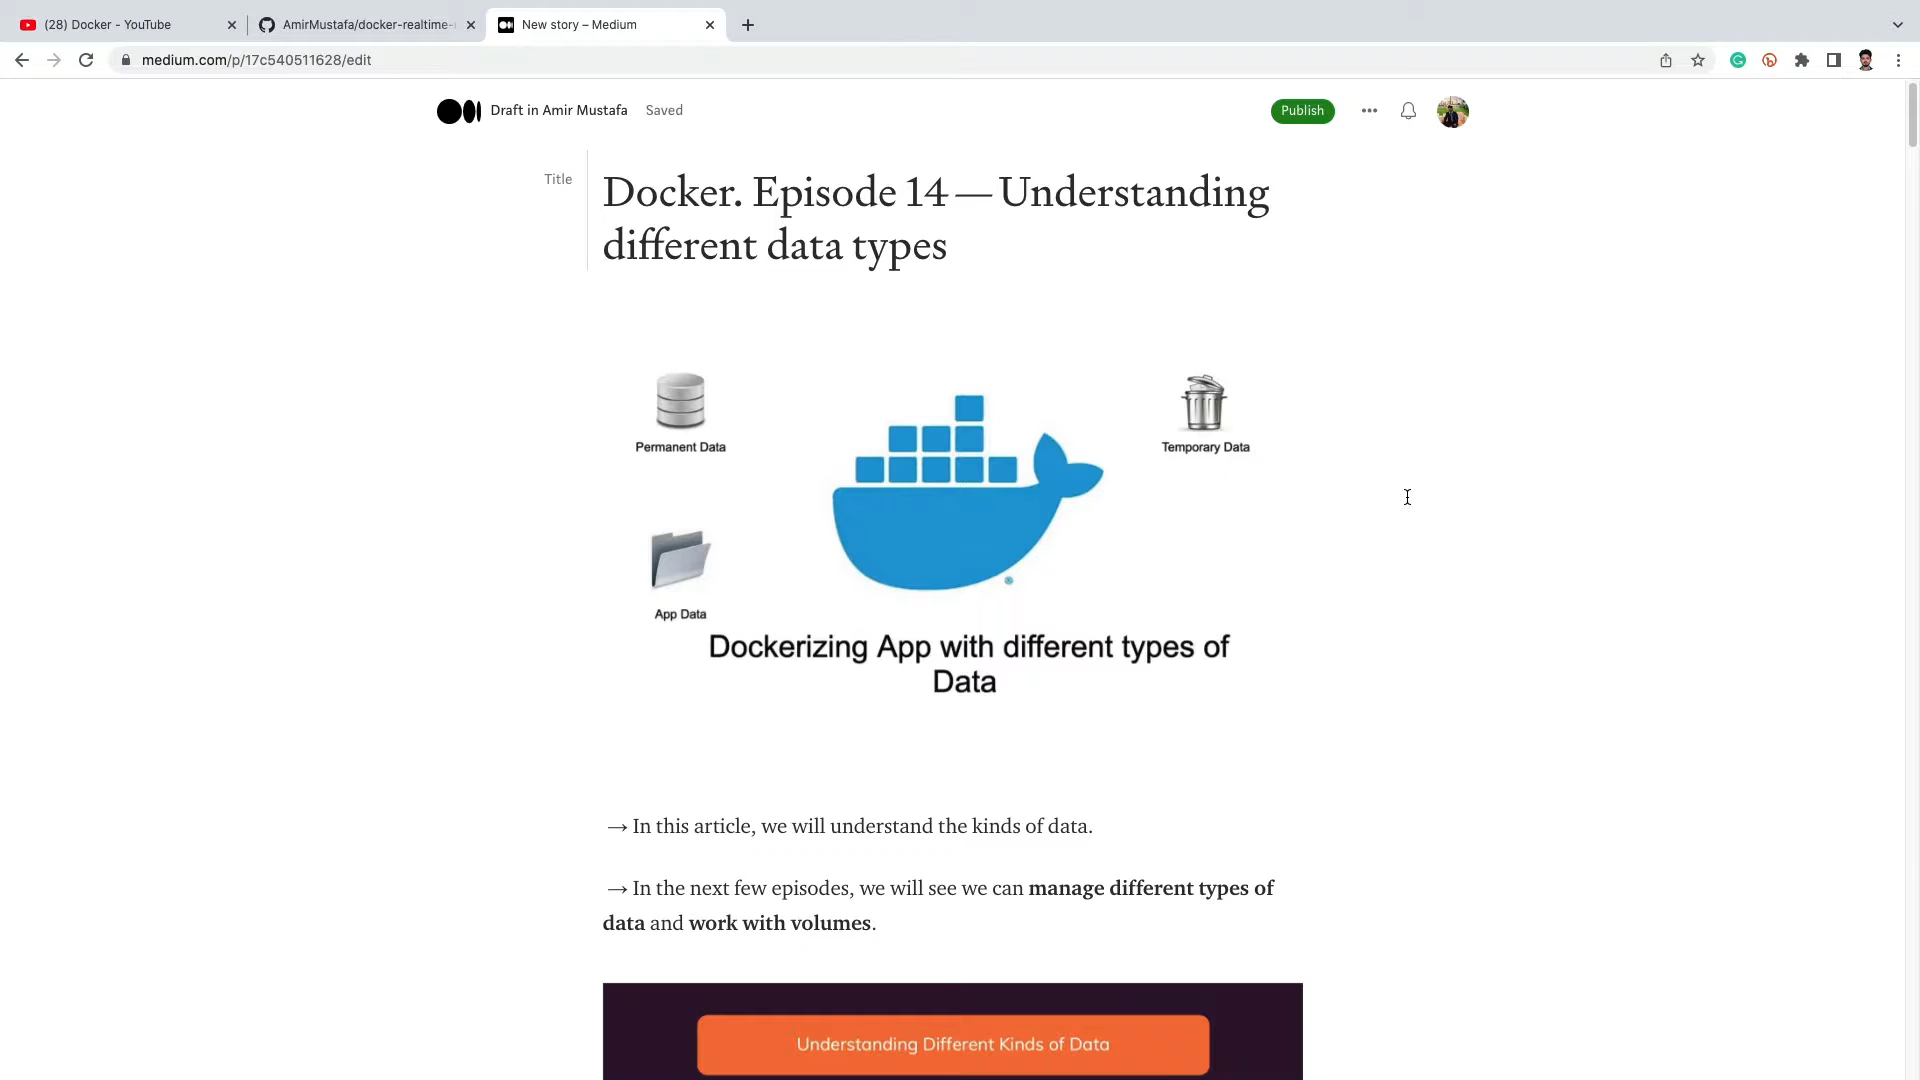 (28) Docker - YouTube
AmirMustafa/docker-realtime-
New story – Medium
medium.com/p/17c540511628/edit
Draft in Amir Mustafa
Saved
Publish
Title
Docker. Episode 14 — Understanding
different data types
Permanent Data
Temporary Data
App Data
Dockerizing App with different types of
Data
→ In this article, we will understand the kinds of data.
→ In the next few episodes, we will see we can manage different types of
data and work with volumes.
Understanding Different Kinds of Data